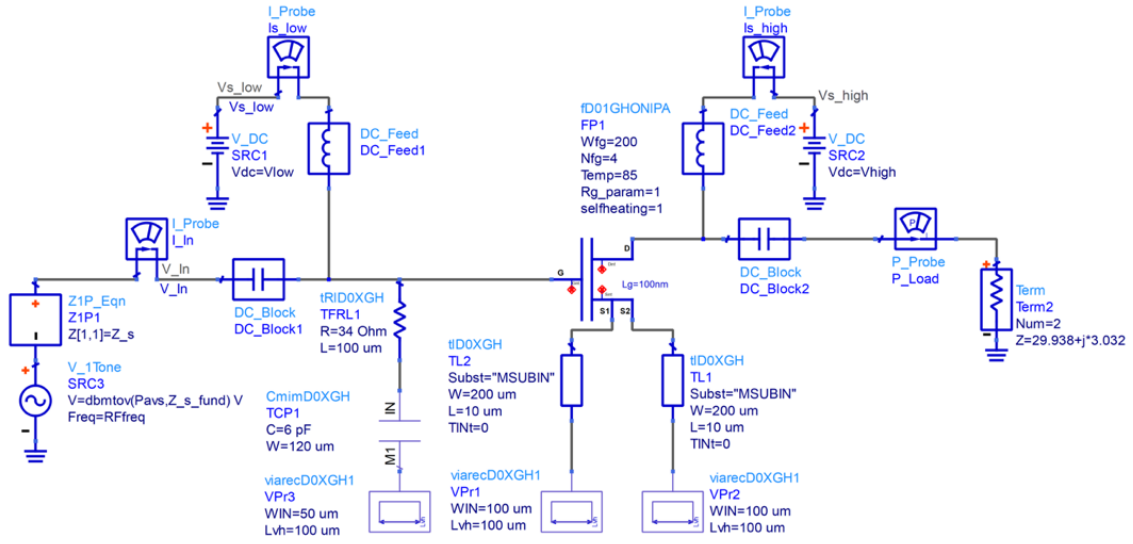 I_Probe
Is_low
Vs_low
Vs_low
V_DC
SRC1
Vdc=Vlow
DC_Feed
DC_Feed1
I_Probe
I_In
V_In
V_In
DC_Block
DC_Block1
Z1P_Eqn
Z1P1
Z[1,1]=Z_s
V_1Tone
SRC3
V=dbmtov(Pavs,Z_s_fund) V
Freq=RFfreq
tRlD0XGH
TFRL1
R=34 Ohm
L=100 um
CmimD0XGH
TCP1
C=6 pF
W=120 um
IN
M1
viarecD0XGH1
VPr3
WIN=50 um
Lvh=100 um
Lvh
fD01GHONIPA
FP1
Wfg=200
Nfg=4
Temp=85
Rg_param=1
selfheating=1
G
D
Lg=100nm
S1
S2
tlD0XGH
TL2
Subst="MSUBIN"
W=200 um
L=10 um
TINt=0
tlD0XGH
TL1
Subst="MSUBIN"
W=200 um
L=10 um
TINt=0
viarecD0XGH1
VPr1
WIN=100 um
Lvh=100 um
Lvh
viarecD0XGH1
VPr2
WIN=100 um
Lvh=100 um
Lvh
I_Probe
Is_high
Vs_high
DC_Feed
DC_Feed2
V_DC
SRC2
Vdc=Vhigh
DC_Block
DC_Block2
P
P_Probe
P_Load
Term
Term2
Num=2
Z=29.938+j*3.032